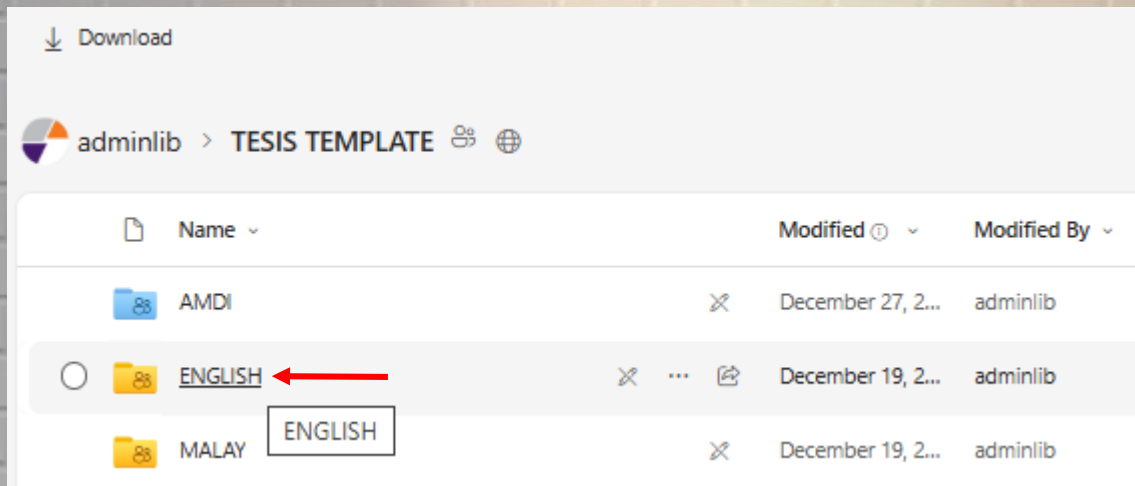 Download
adminlib > TESIS TEMPLATE
Name Modified Modified By
AMDI December 27, 2... adminlib
ENGLISH ... December 19, 2... adminlib
ENGLISH
MALAY December 19, 2... adminlib